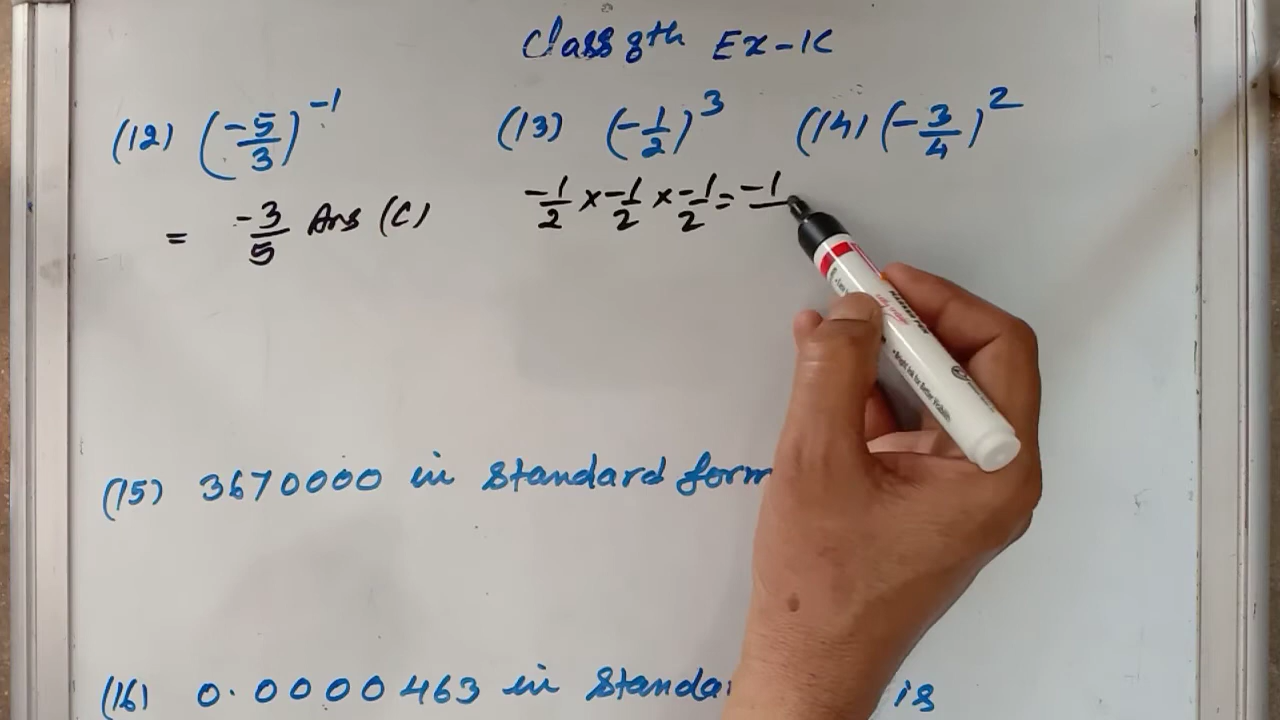 Class 8th Ex-1C
(12) (-5/3)^-1 (13) (-1/2)^3 (14) (-3/4)^2
= -3/5 Ans (C) -1/2 × -1/2 × -1/2 = -1/
(15) 3670000 in standard form
(16) 0.0000463 in standa is